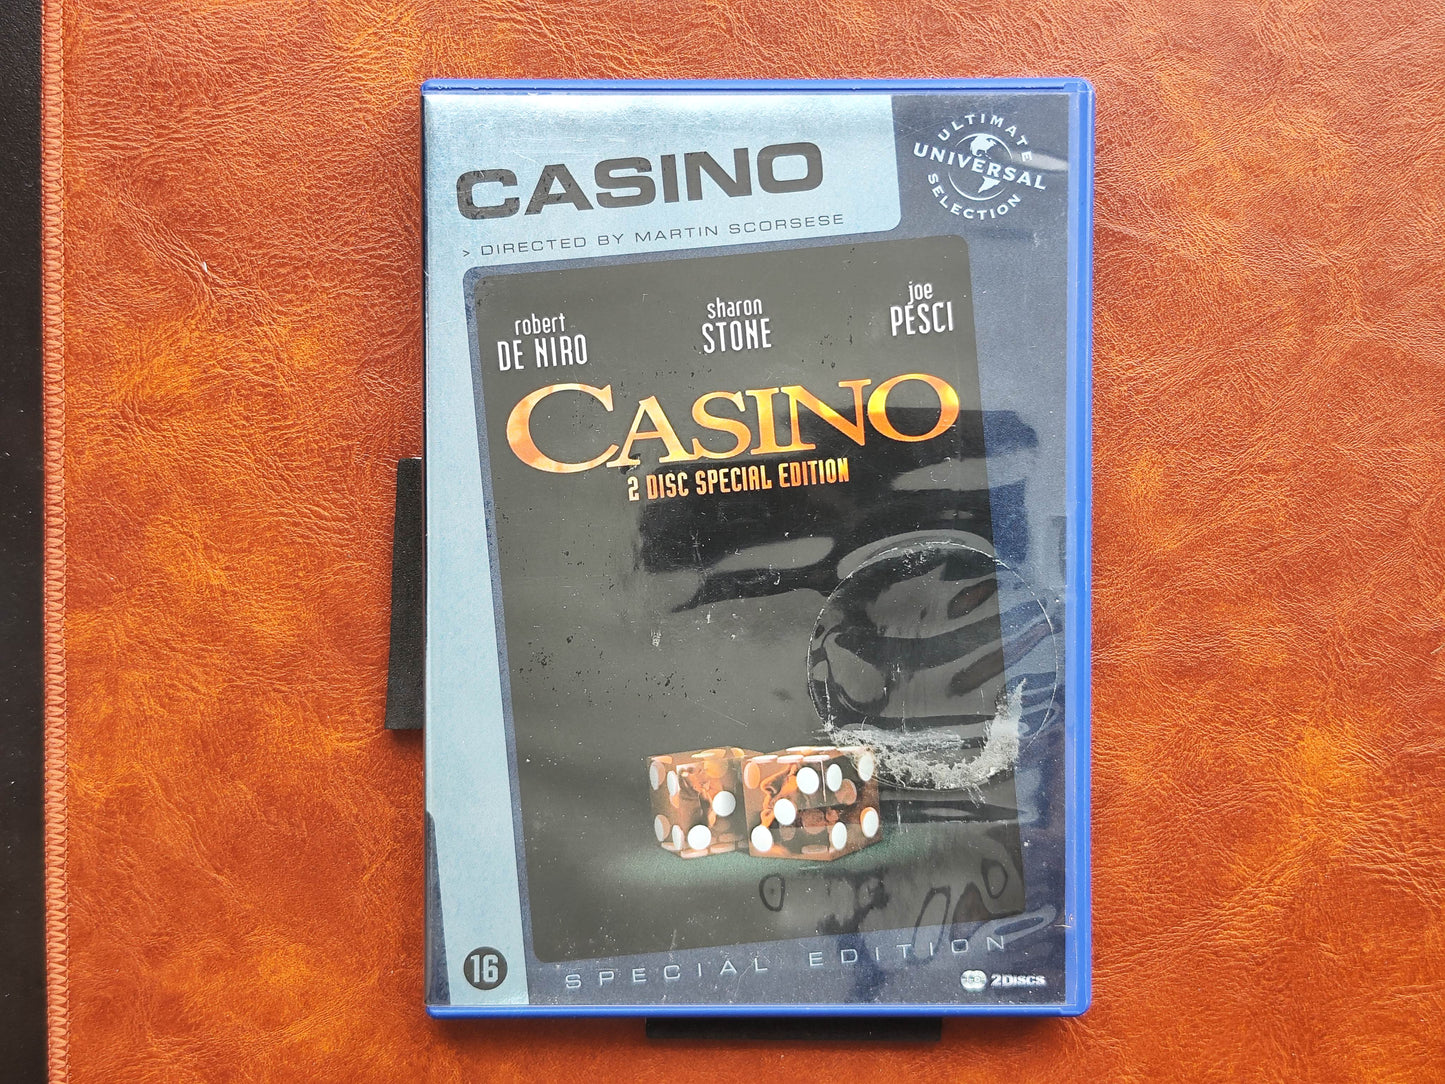 CASINO
> DIRECTED BY MARTIN SCORSESE
ULTIMATE
UNIVERSAL
SELECTION
robert
DE NIRO
sharon
STONE
joe
PESCI
CASINO
2 DISC SPECIAL EDITION
16
SPECIAL EDITION
2DISCS